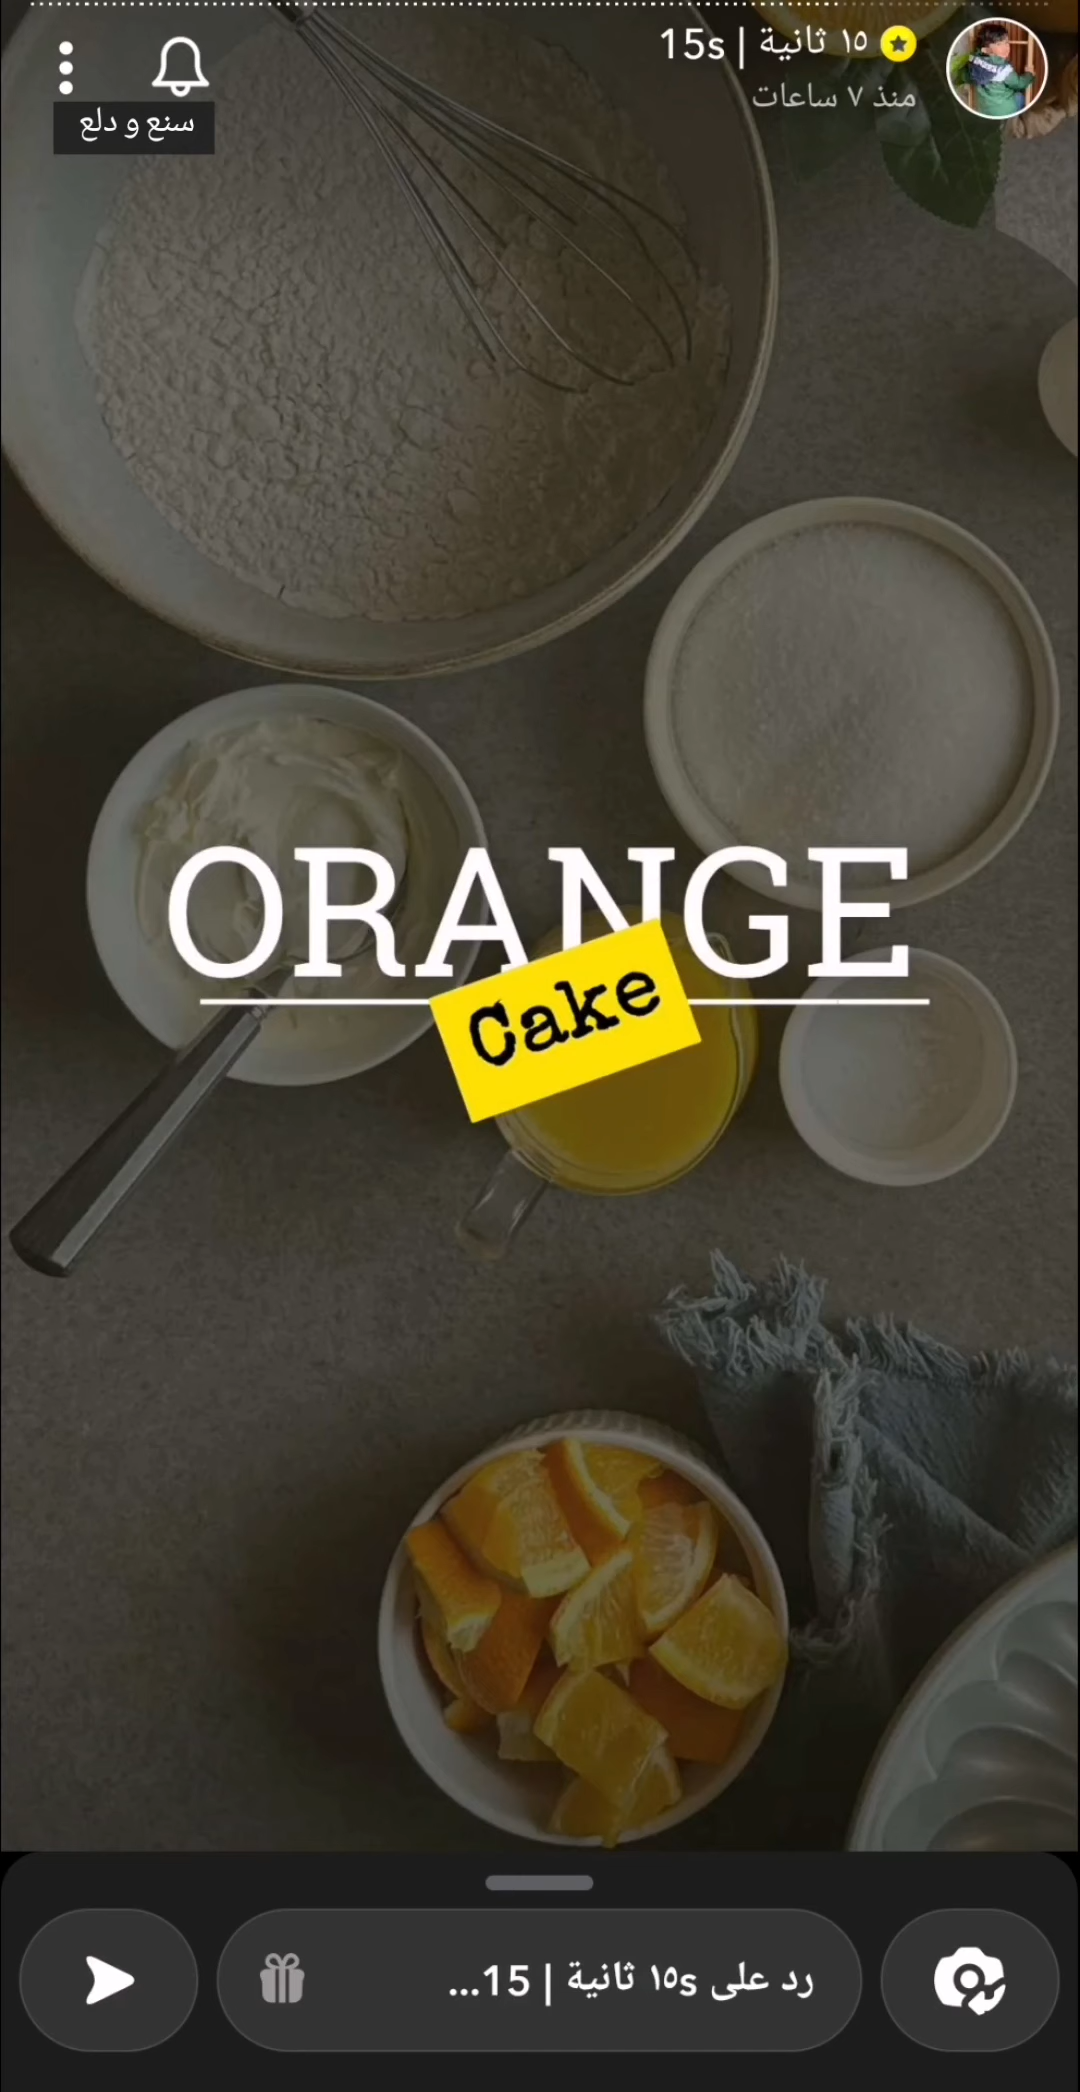 ١٥ ثانية | 15s
منذ ٧ ساعات
سنع و دلع
ORANGE
Cake
رد على ١٥s ثانية | 15...